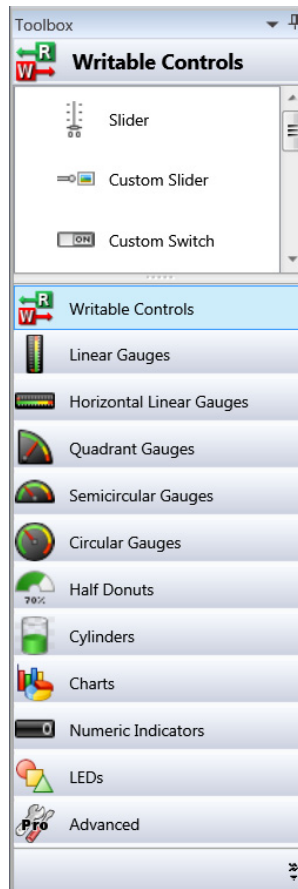 Toolbox
R
W
Writable Controls
Slider
Custom Slider
ON
Custom Switch
R
W
Writable Controls
Linear Gauges
Horizontal Linear Gauges
Quadrant Gauges
Semicircular Gauges
Circular Gauges
70%
Half Donuts
Cylinders
Charts
0
Numeric Indicators
LEDs
Pro
Advanced